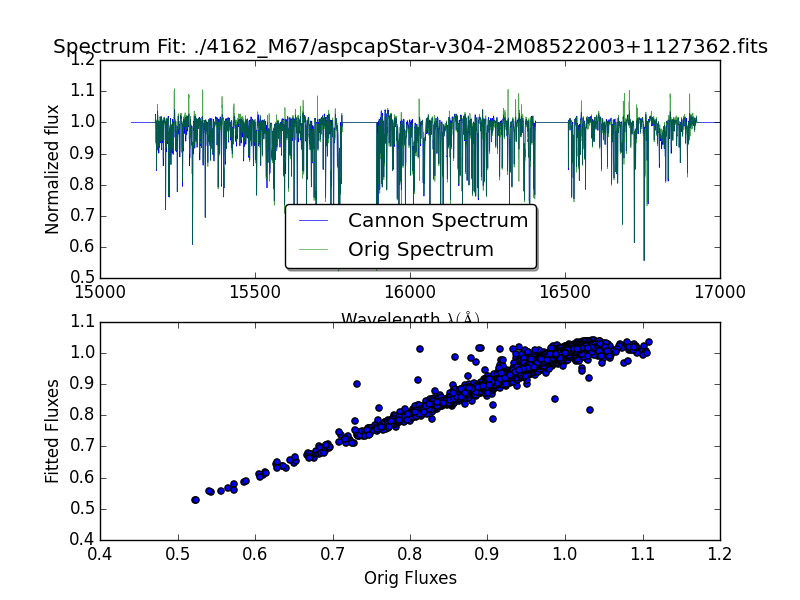 Spectrum Fit: ./4162_M67/aspcapStar-v304-2M08522003+1127362.fits
1.2
1.1
1.0
0.9
0.8
0.7
0.6
0.5
Normalized flux
Cannon Spectrum
Orig Spectrum
15000 15500 16000 16500 17000
Wavelength λ(Å)
1.1
1.0
0.9
0.8
0.7
0.6
0.5
0.4
Fitted Fluxes
0.4 0.5 0.6 0.7 0.8 0.9 1.0 1.1 1.2
Orig Fluxes